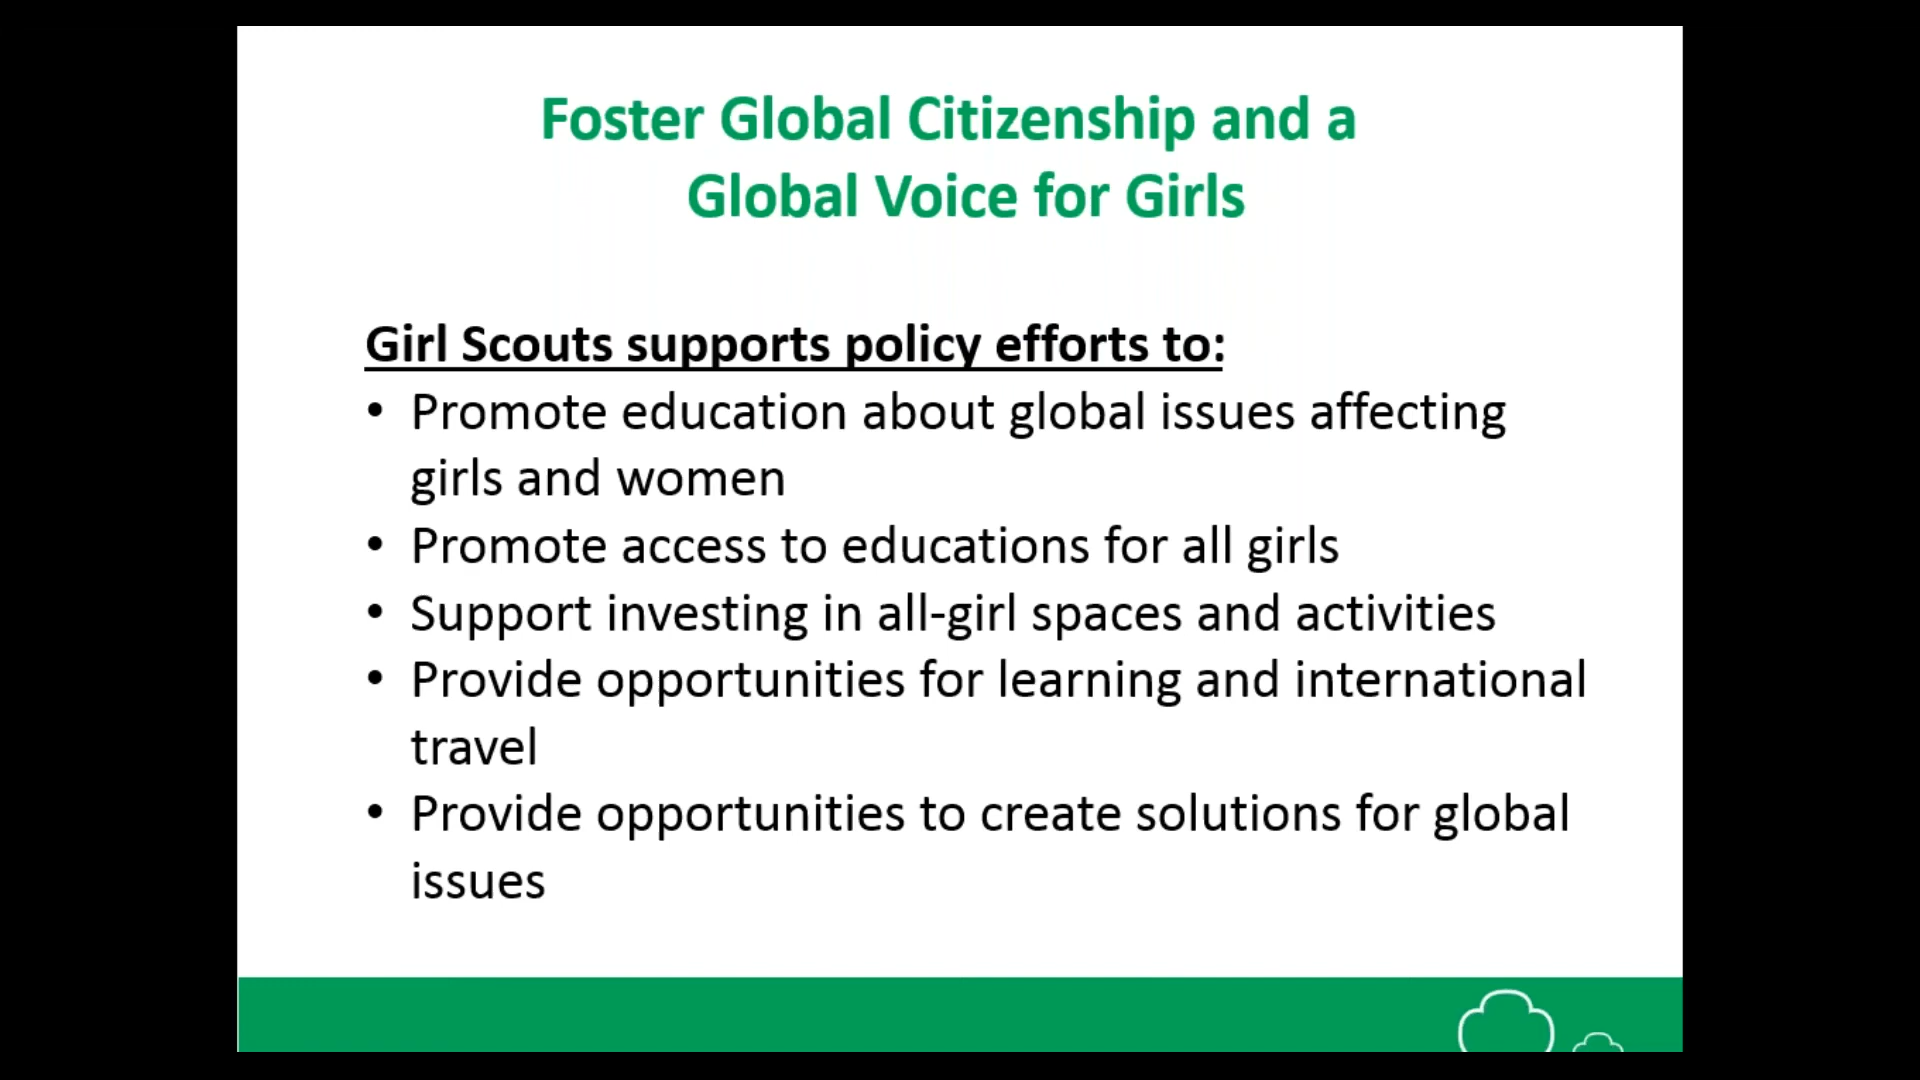 Foster Global Citizenship and a
Global Voice for Girls
Girl Scouts supports policy efforts to:
• Promote education about global issues affecting
girls and women
• Promote access to educations for all girls
• Support investing in all-girl spaces and activities
• Provide opportunities for learning and international
travel
• Provide opportunities to create solutions for global
issues